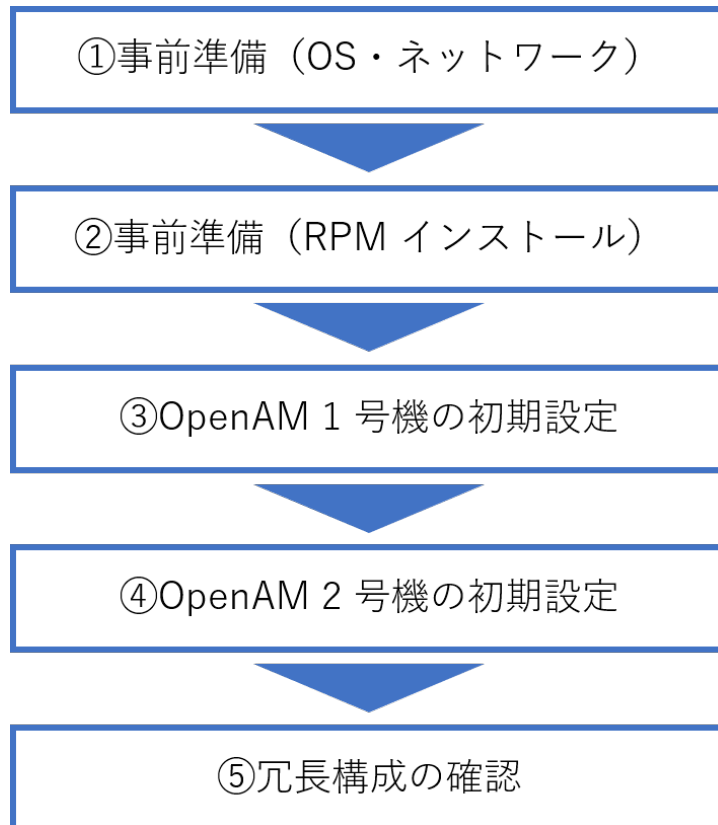 ①事前準備（OS・ネットワーク）
②事前準備（RPM インストール）
③OpenAM 1 号機の初期設定
④OpenAM 2 号機の初期設定
⑤冗長構成の確認